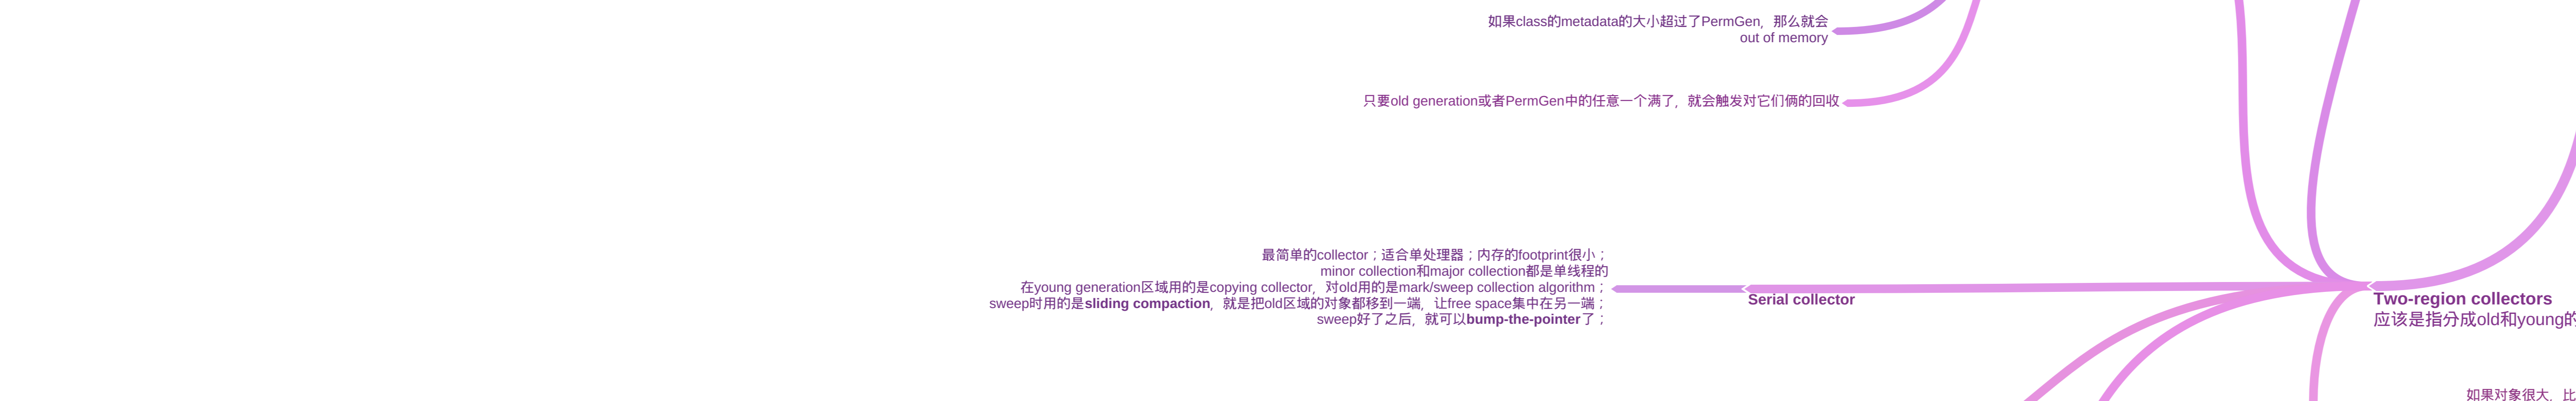 如果class的metadata的大小超过了PermGen，那么就会
out of memory
只要old generation或者PermGen中的任意一个满了，就会触发对它们俩的回收
最简单的collector；适合单处理器；内存的footprint很小；
minor collection和major collection都是单线程的
在young generation区域用的是copying collector，对old用的是mark/sweep collection algorithm；
sweep时用的是sliding compaction，就是把old区域的对象都移到一端，让free space集中在另一端；
sweep好了之后，就可以bump-the-pointer了；
Serial collector
Two-region collectors
应该是指分成old和young的
如果对象很大，比